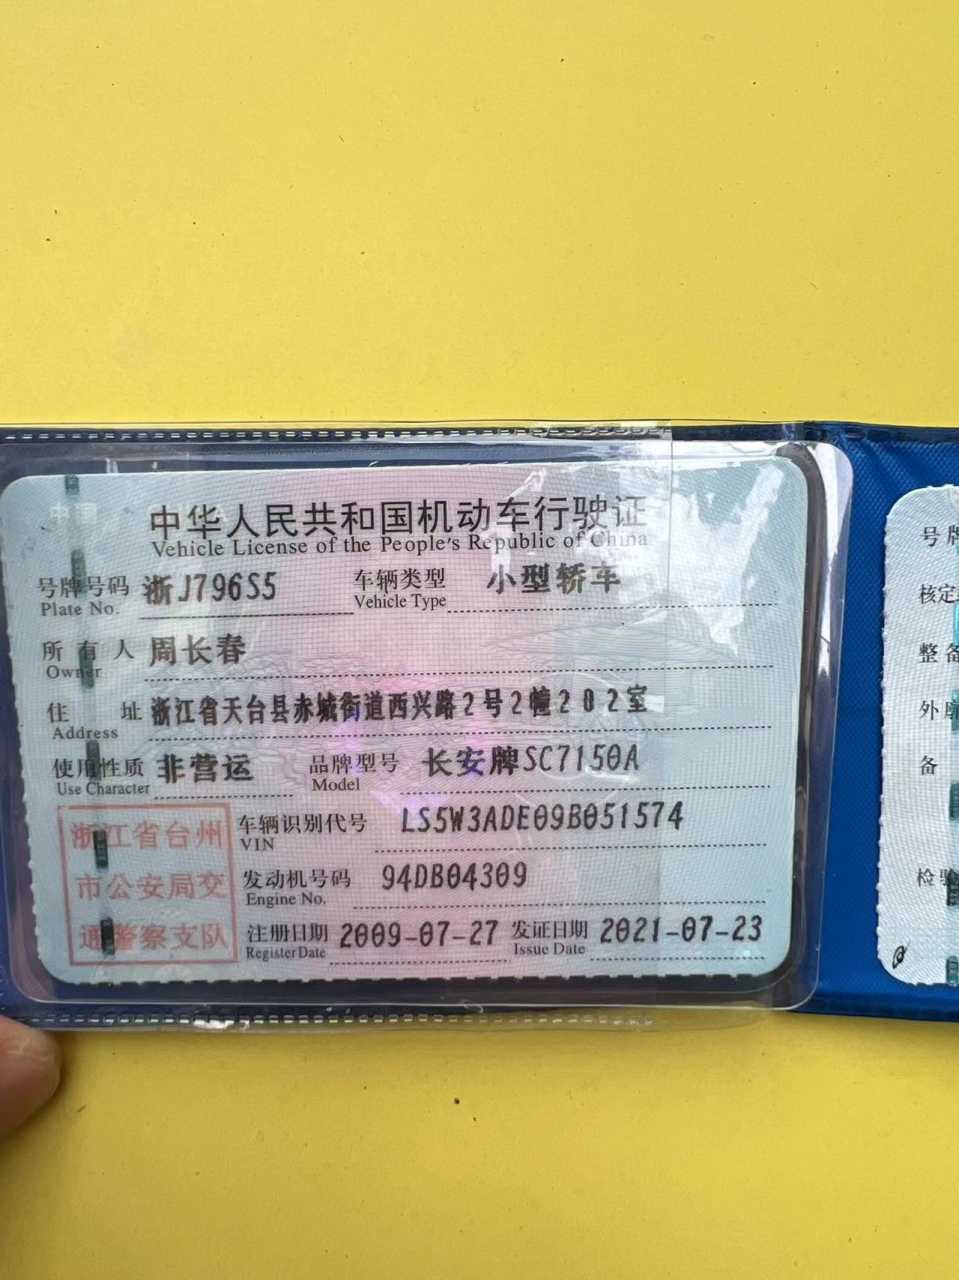 中华人民共和国机动车行驶证
Vehicle License of the People's Republic of China
号牌号码 浙J796S5 车辆类型 小型轿车
Plate No. Vehicle Type
所有人 周长春
Owner
住址 浙江省天台县赤城街道西兴路2号2幢202室
Address
使用性质 非营运 品牌型号 长安牌SC7150A
Use Character Model
车辆识别代号 LS5W3ADE09B051574
VIN
发动机号码 94DB04309
Engine No.
注册日期 2009-07-27 发证日期 2021-07-23
Register Date Issue Date
浙江省台州
市公安局交
通警察支队
号牌
核定
整备
外廓
备
检验